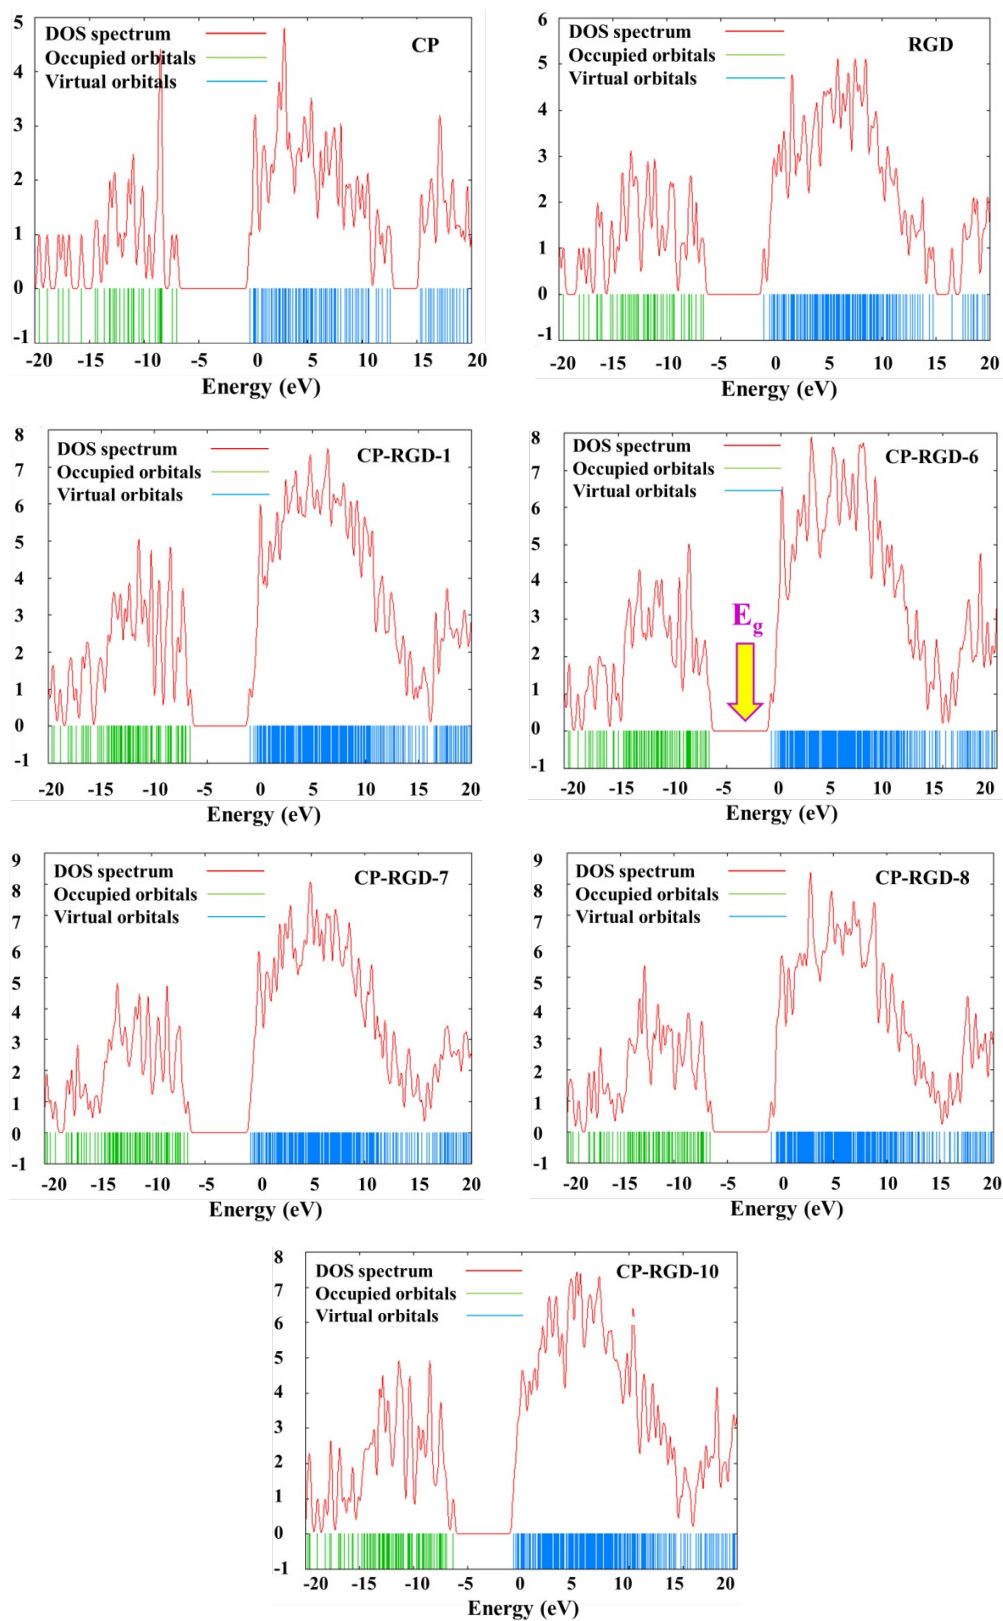 DOS spectrum
Occupied orbitals
Virtual orbitals
CP
5
4
3
2
1
0
-1
-20 -15 -10 -5 0 5 10 15 20
Energy (eV)
DOS spectrum
Occupied orbitals
Virtual orbitals
RGD
6
5
4
3
2
1
0
-1
-20 -15 -10 -5 0 5 10 15 20
Energy (eV)
DOS spectrum
Occupied orbitals
Virtual orbitals
CP-RGD-1
8
7
6
5
4
3
2
1
0
-1
-20 -15 -10 -5 0 5 10 15 20
Energy (eV)
DOS spectrum
Occupied orbitals
Virtual orbitals
CP-RGD-6
Eg
8
7
6
5
4
3
2
1
0
-1
-20 -15 -10 -5 0 5 10 15 20
Energy (eV)
DOS spectrum
Occupied orbitals
Virtual orbitals
CP-RGD-7
9
8
7
6
5
4
3
2
1
0
-1
-20 -15 -10 -5 0 5 10 15 20
Energy (eV)
DOS spectrum
Occupied orbitals
Virtual orbitals
CP-RGD-8
9
8
7
6
5
4
3
2
1
0
-1
-20 -15 -10 -5 0 5 10 15 20
Energy (eV)
DOS spectrum
Occupied orbitals
Virtual orbitals
CP-RGD-10
8
7
6
5
4
3
2
1
0
-1
-20 -15 -10 -5 0 5 10 15 20
Energy (eV)